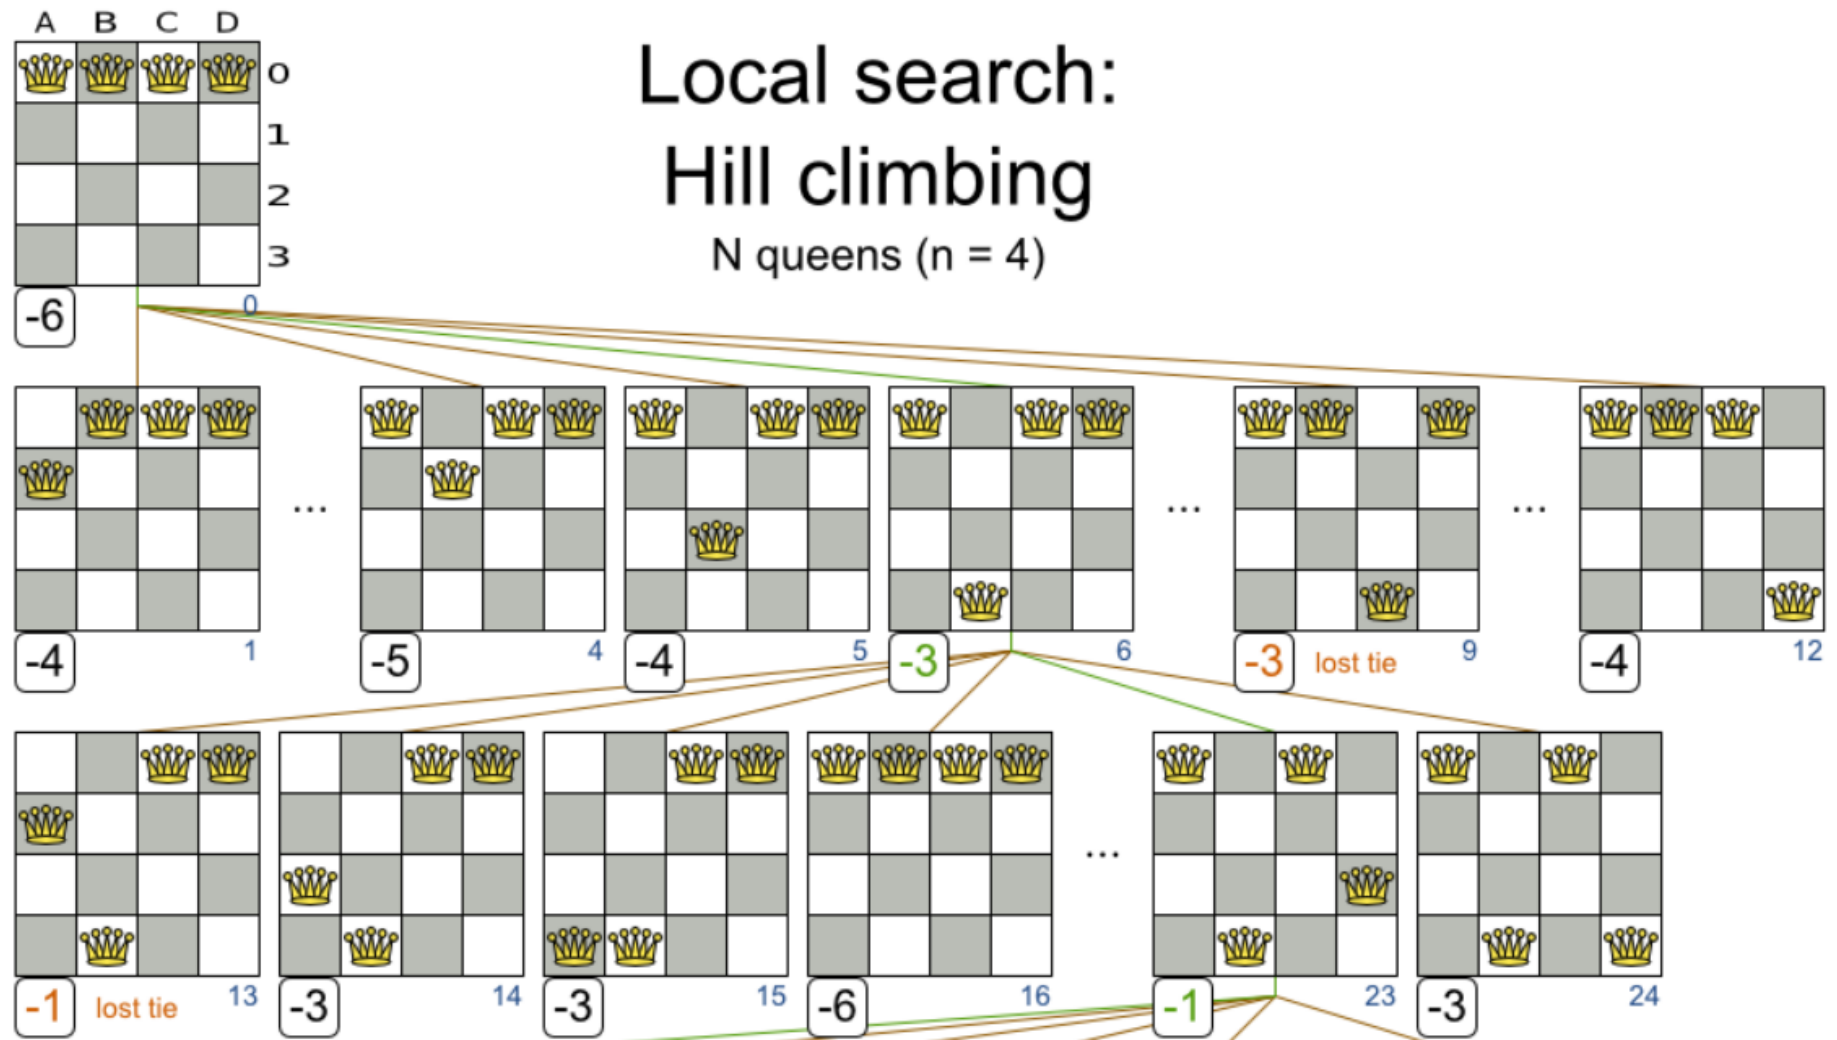 A B C D
0
1
2
3
Local search:
Hill climbing
N queens (n = 4)
-6
0
... ... ...
-4 1
-5 4
-4 5
-3 6
-3 lost tie 9
-4 12
...
-1 lost tie 13
-3 14
-3 15
-6 16
-1 23
-3 24